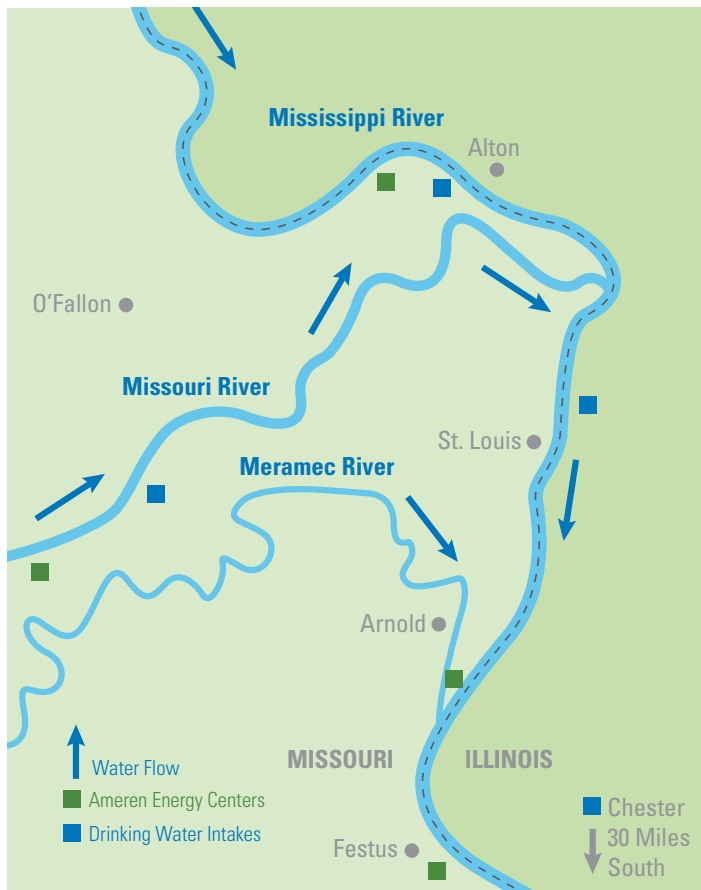 Mississippi River
Alton
O'Fallon
Missouri River
St. Louis
Meramec River
Arnold
MISSOURI
ILLINOIS
Water Flow
Ameren Energy Centers
Drinking Water Intakes
Festus
Chester
30 Miles
South